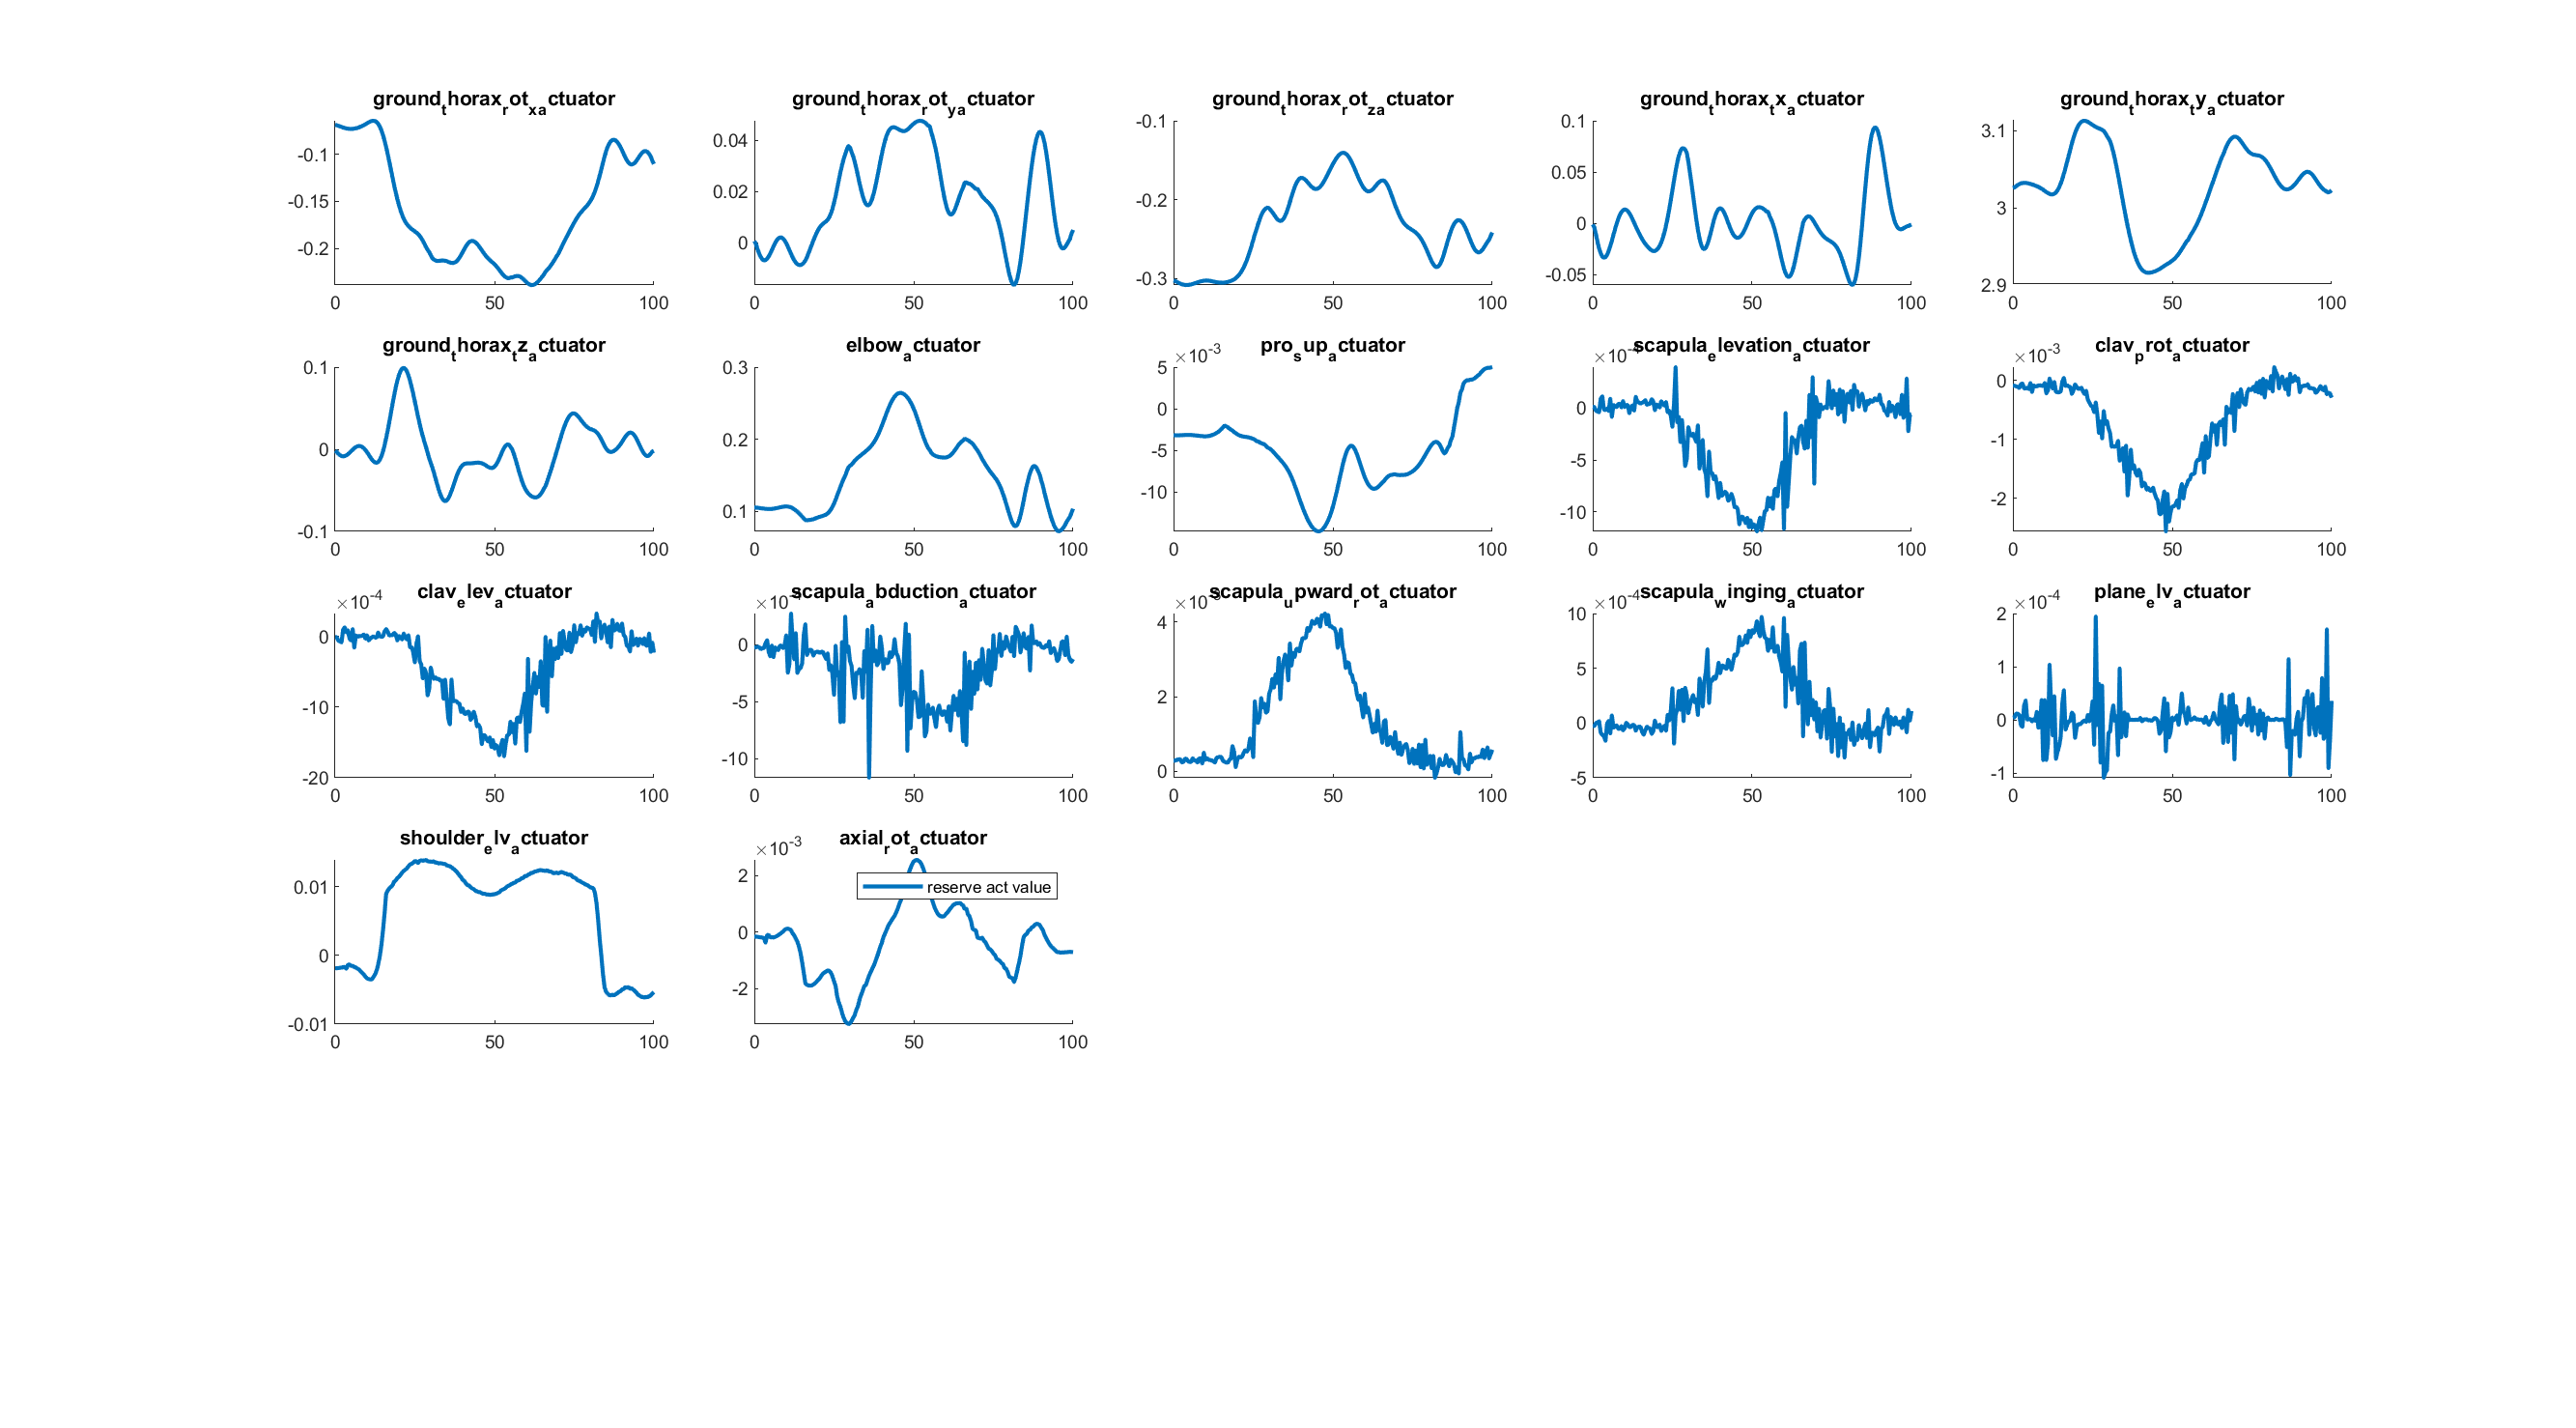 ground_thorax_rot_xa_ctuator
ground_thorax_rot_ya_ctuator
ground_thorax_rot_za_ctuator
ground_thorax_tx_actuator
ground_thorax_ty_actuator
-0.1
-0.15
-0.2
0 50 100
0.04
0.02
0
0 50 100
-0.1
-0.2
-0.3
0 50 100
0.1
0.05
0
-0.05
0 50 100
3.1
3
2.9
0 50 100
ground_thorax_tz_actuator
elbow_actuator
pro_sup_actuator
scapula_elevation_actuator
clav_prot_actuator
0.1
0
-0.1
0 50 100
0.3
0.2
0.1
0 50 100
×10-3
5
0
-5
-10
0 50 100
×10-4
0
-5
-10
0 50 100
×10-3
0
-1
-2
0 50 100
clav_elev_actuator
scapula_abduction_actuator
scapula_upward_rot_actuator
scapula_winging_actuator
plane_elv_actuator
×10-4
0
-10
-20
0 50 100
0
-5
-10
0 50 100
4
2
0
0 50 100
×10-4
10
5
0
-5
0 50 100
×10-4
2
1
0
-1
0 50 100
shoulder_elv_actuator
axial_rot_actuator
0.01
0
-0.01
0 50 100
×10-3
2
0
-2
0 50 100
reserve act value